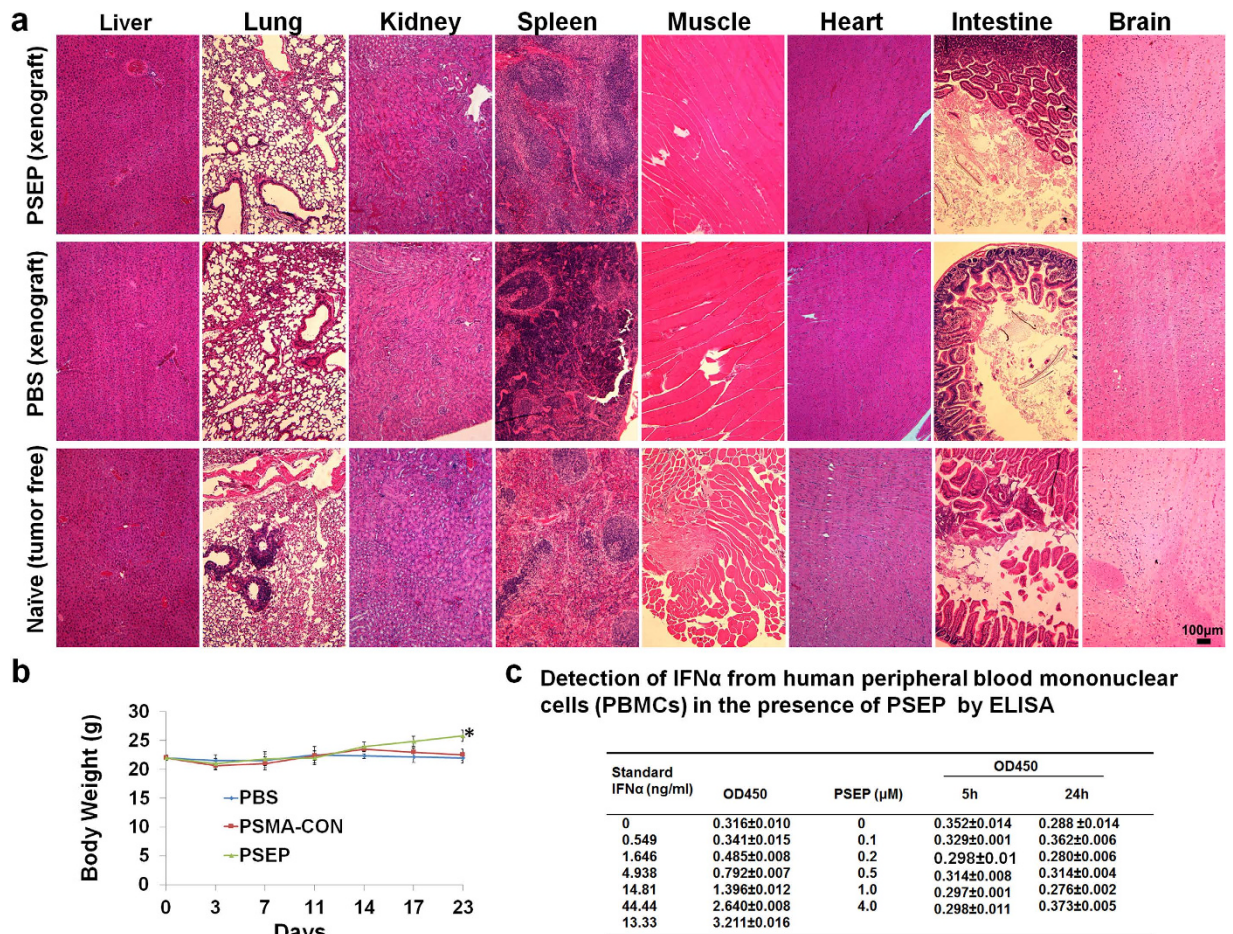 a
Liver Lung Kidney Spleen Muscle Heart Intestine Brain
PSEP (xenograft)
PBS (xenograft)
Naïve (tumor free)
100μm
b
Body Weight (g)
30
25
20
15
10
5
0
*
PBS
PSMA-CON
PSEP
0 3 7 11 14 17 23
Days
c Detection of IFNα from human peripheral blood mononuclear
cells (PBMCs) in the presence of PSEP by ELISA
OD450
Standard
IFNα (ng/ml) OD450 PSEP (μM) 5h 24h
0 0.316±0.010 0 0.352±0.014 0.288 ±0.014
0.549 0.341±0.015 0.1 0.329±0.001 0.362±0.006
1.646 0.485±0.008 0.2 0.298±0.01 0.280±0.006
4.938 0.792±0.007 0.5 0.314±0.008 0.314±0.004
14.81 1.396±0.012 1.0 0.297±0.001 0.276±0.002
44.44 2.640±0.008 4.0 0.298±0.011 0.373±0.005
13.33 3.211±0.016